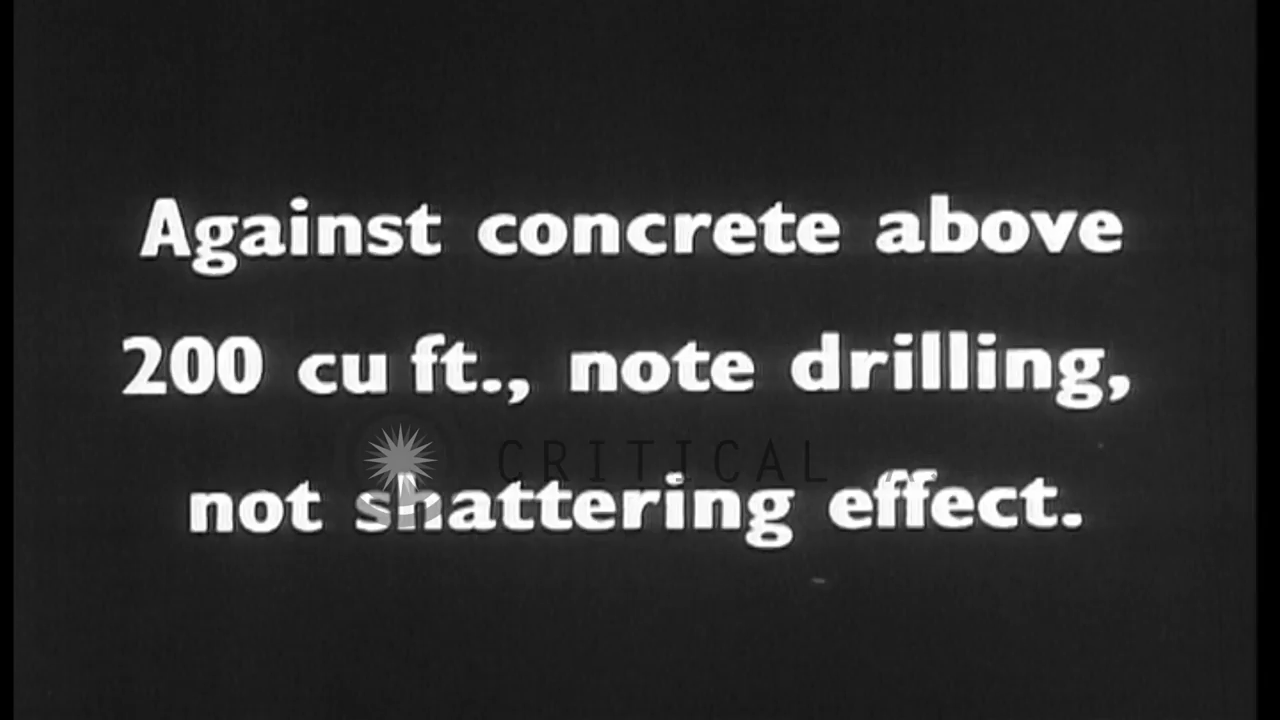 Against concrete above
200 cu ft., note drilling,
CRITICAL
not shattering effect.